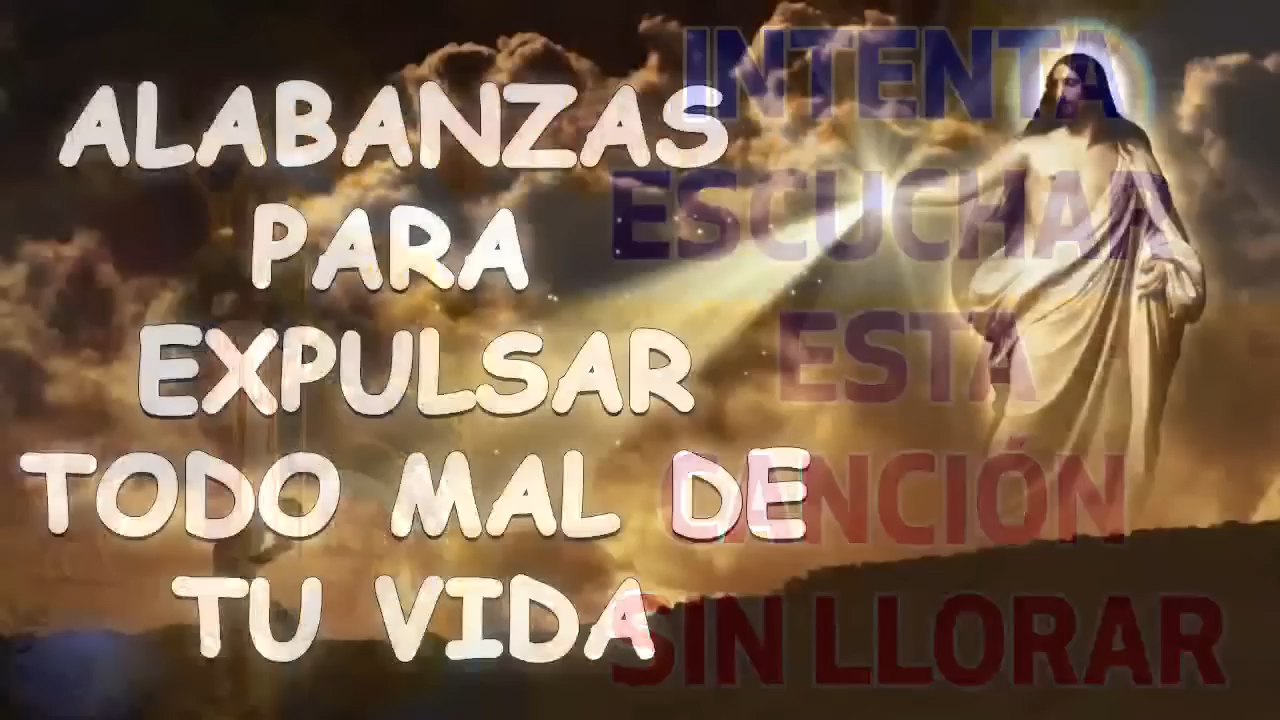 ALABANZAS
PARA
EXPULSAR
TODO MAL DE
TU VIDA
INTENTA
ESCUCHAR
ESTA
CANCIÓN
SIN LLORAR